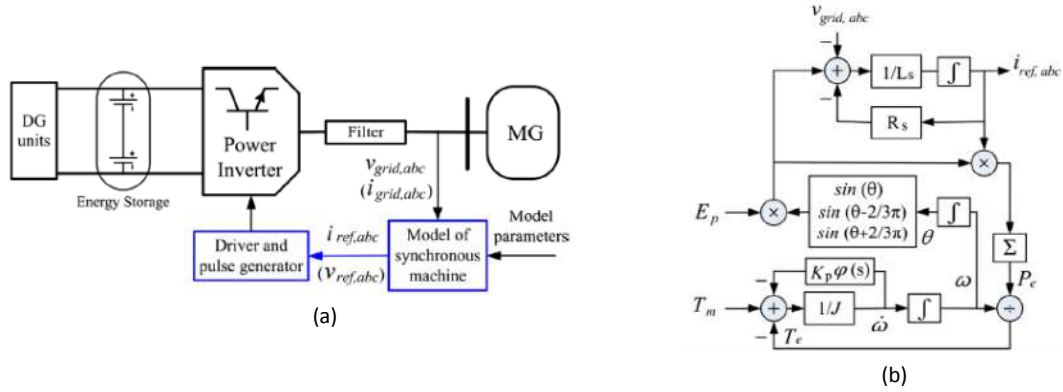 DG
units
Energy Storage
Power
Inverter
Filter
MG
v_grid,abc
(i_grid,abc)
Driver and
pulse generator
i_ref,abc
(v_ref,abc)
Model of
synchronous
machine
Model
parameters
(a)
v_grid, abc
−
+
−
1/Ls
∫
i_ref, abc
Rs
×
E_p
×
sin (θ)
sin (θ-2/3π)
sin (θ+2/3π)
θ
∫
Σ
ω
P_e
K_p φ (s)
−
T_m
+
−
1/J
ω̇
∫
÷
T_e
(b)